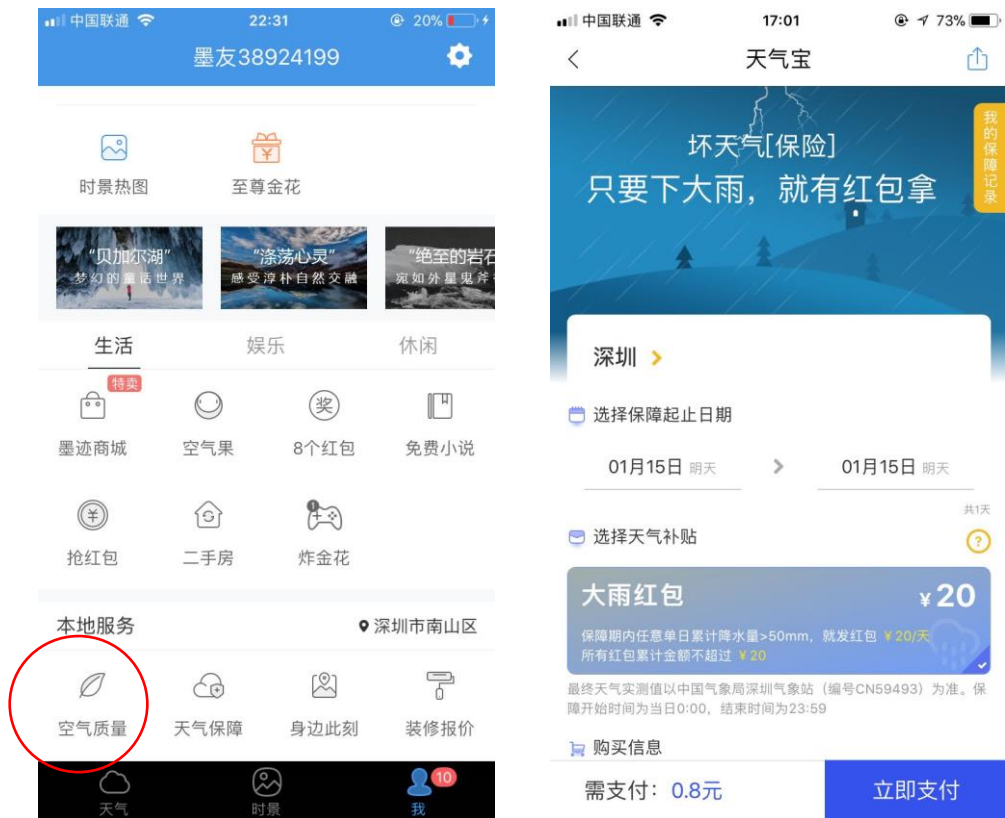 中国联通
22:31
20%
墨友38924199
时景热图
至尊金花
"贝加尔湖"
梦幻的童话世界
"涤荡心灵"
感受淳朴自然交融
"绝至的岩石
宛如外星鬼斧
生活
娱乐
休闲
特卖
墨迹商城
空气果
奖
8个红包
免费小说
抢红包
二手房
1
炸金花
本地服务
深圳市南山区
空气质量
天气保障
身边此刻
装修报价
天气
时景
10
我
中国联通
17:01
73%
天气宝
坏天气[保险]
只要下大雨，就有红包拿
我的保障记录
深圳
选择保障起止日期
01月15日 明天
01月15日 明天
共1天
选择天气补贴
?
大雨红包
¥20
保障期内任意单日累计降水量>50mm，就发红包 ¥20/天
所有红包累计金额不超过 ¥20
最终天气实测值以中国气象局深圳气象站（编号CN59493）为准。保
障开始时间为当日0:00，结束时间为23:59
购买信息
需支付：0.8元
立即支付